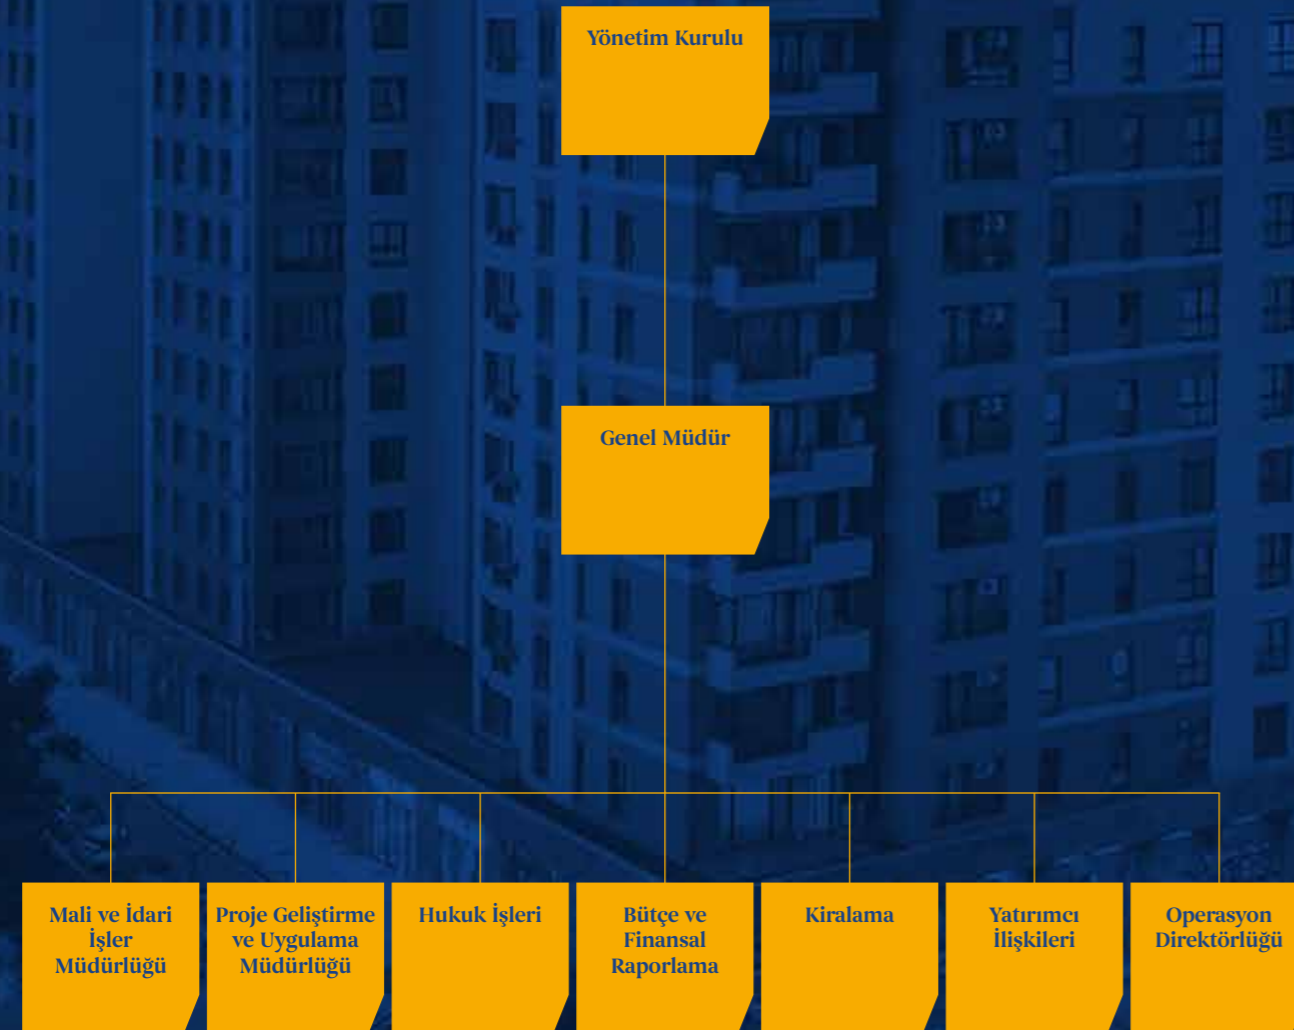 Yönetim Kurulu
Genel Müdür
Mali ve İdari
İşler
Müdürlüğü
Proje Geliştirme
ve Uygulama
Müdürlüğü
Hukuk İşleri
Bütçe ve
Finansal
Raporlama
Kiralama
Yatırımcı
İlişkileri
Operasyon
Direktörlüğü